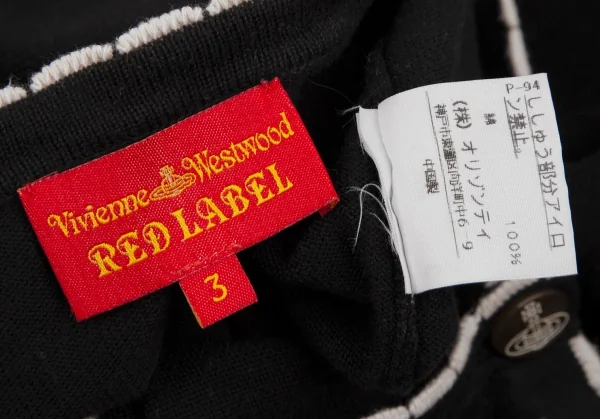 Vivienne Westwood
RED LABEL
3
P-94
ししゅう部分アイロ
ン禁止。
綿 100%
(株)オリゾンティ
神戸市東灘区向洋町中6-9
中国製